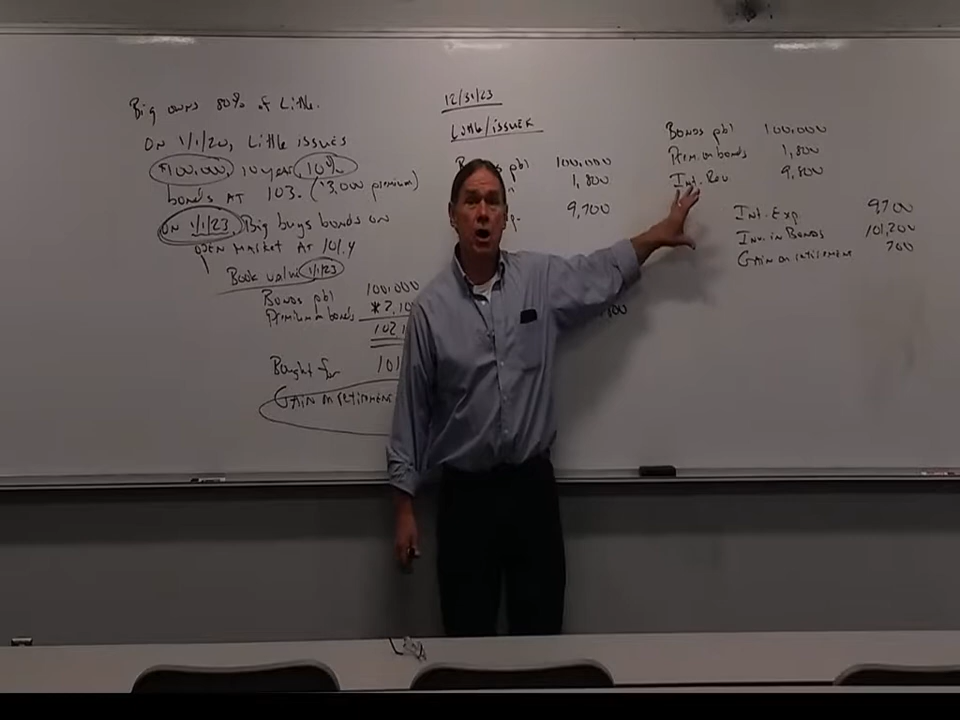 Big owns 80% of Little.
ON 1/1/20, Little issues
$100,000, 10 year, 10%
bonds AT 103. ($3,000 premium)
ON 1/1/23, Big buys bonds on
open market AT 101.4
Book value 1/1/23
Bonds pbl 100,000
Premium on bonds
Bought for
Gain on retirement
12/31/23
Little/issuer
pbl 100,000
1,800
9,700
Bonds pbl 100,000
Prm. on bonds 1,800
Int. Rev 9,800
Int. Exp 9700
Inv. in Bonds 101,200
Gain on retirement 700